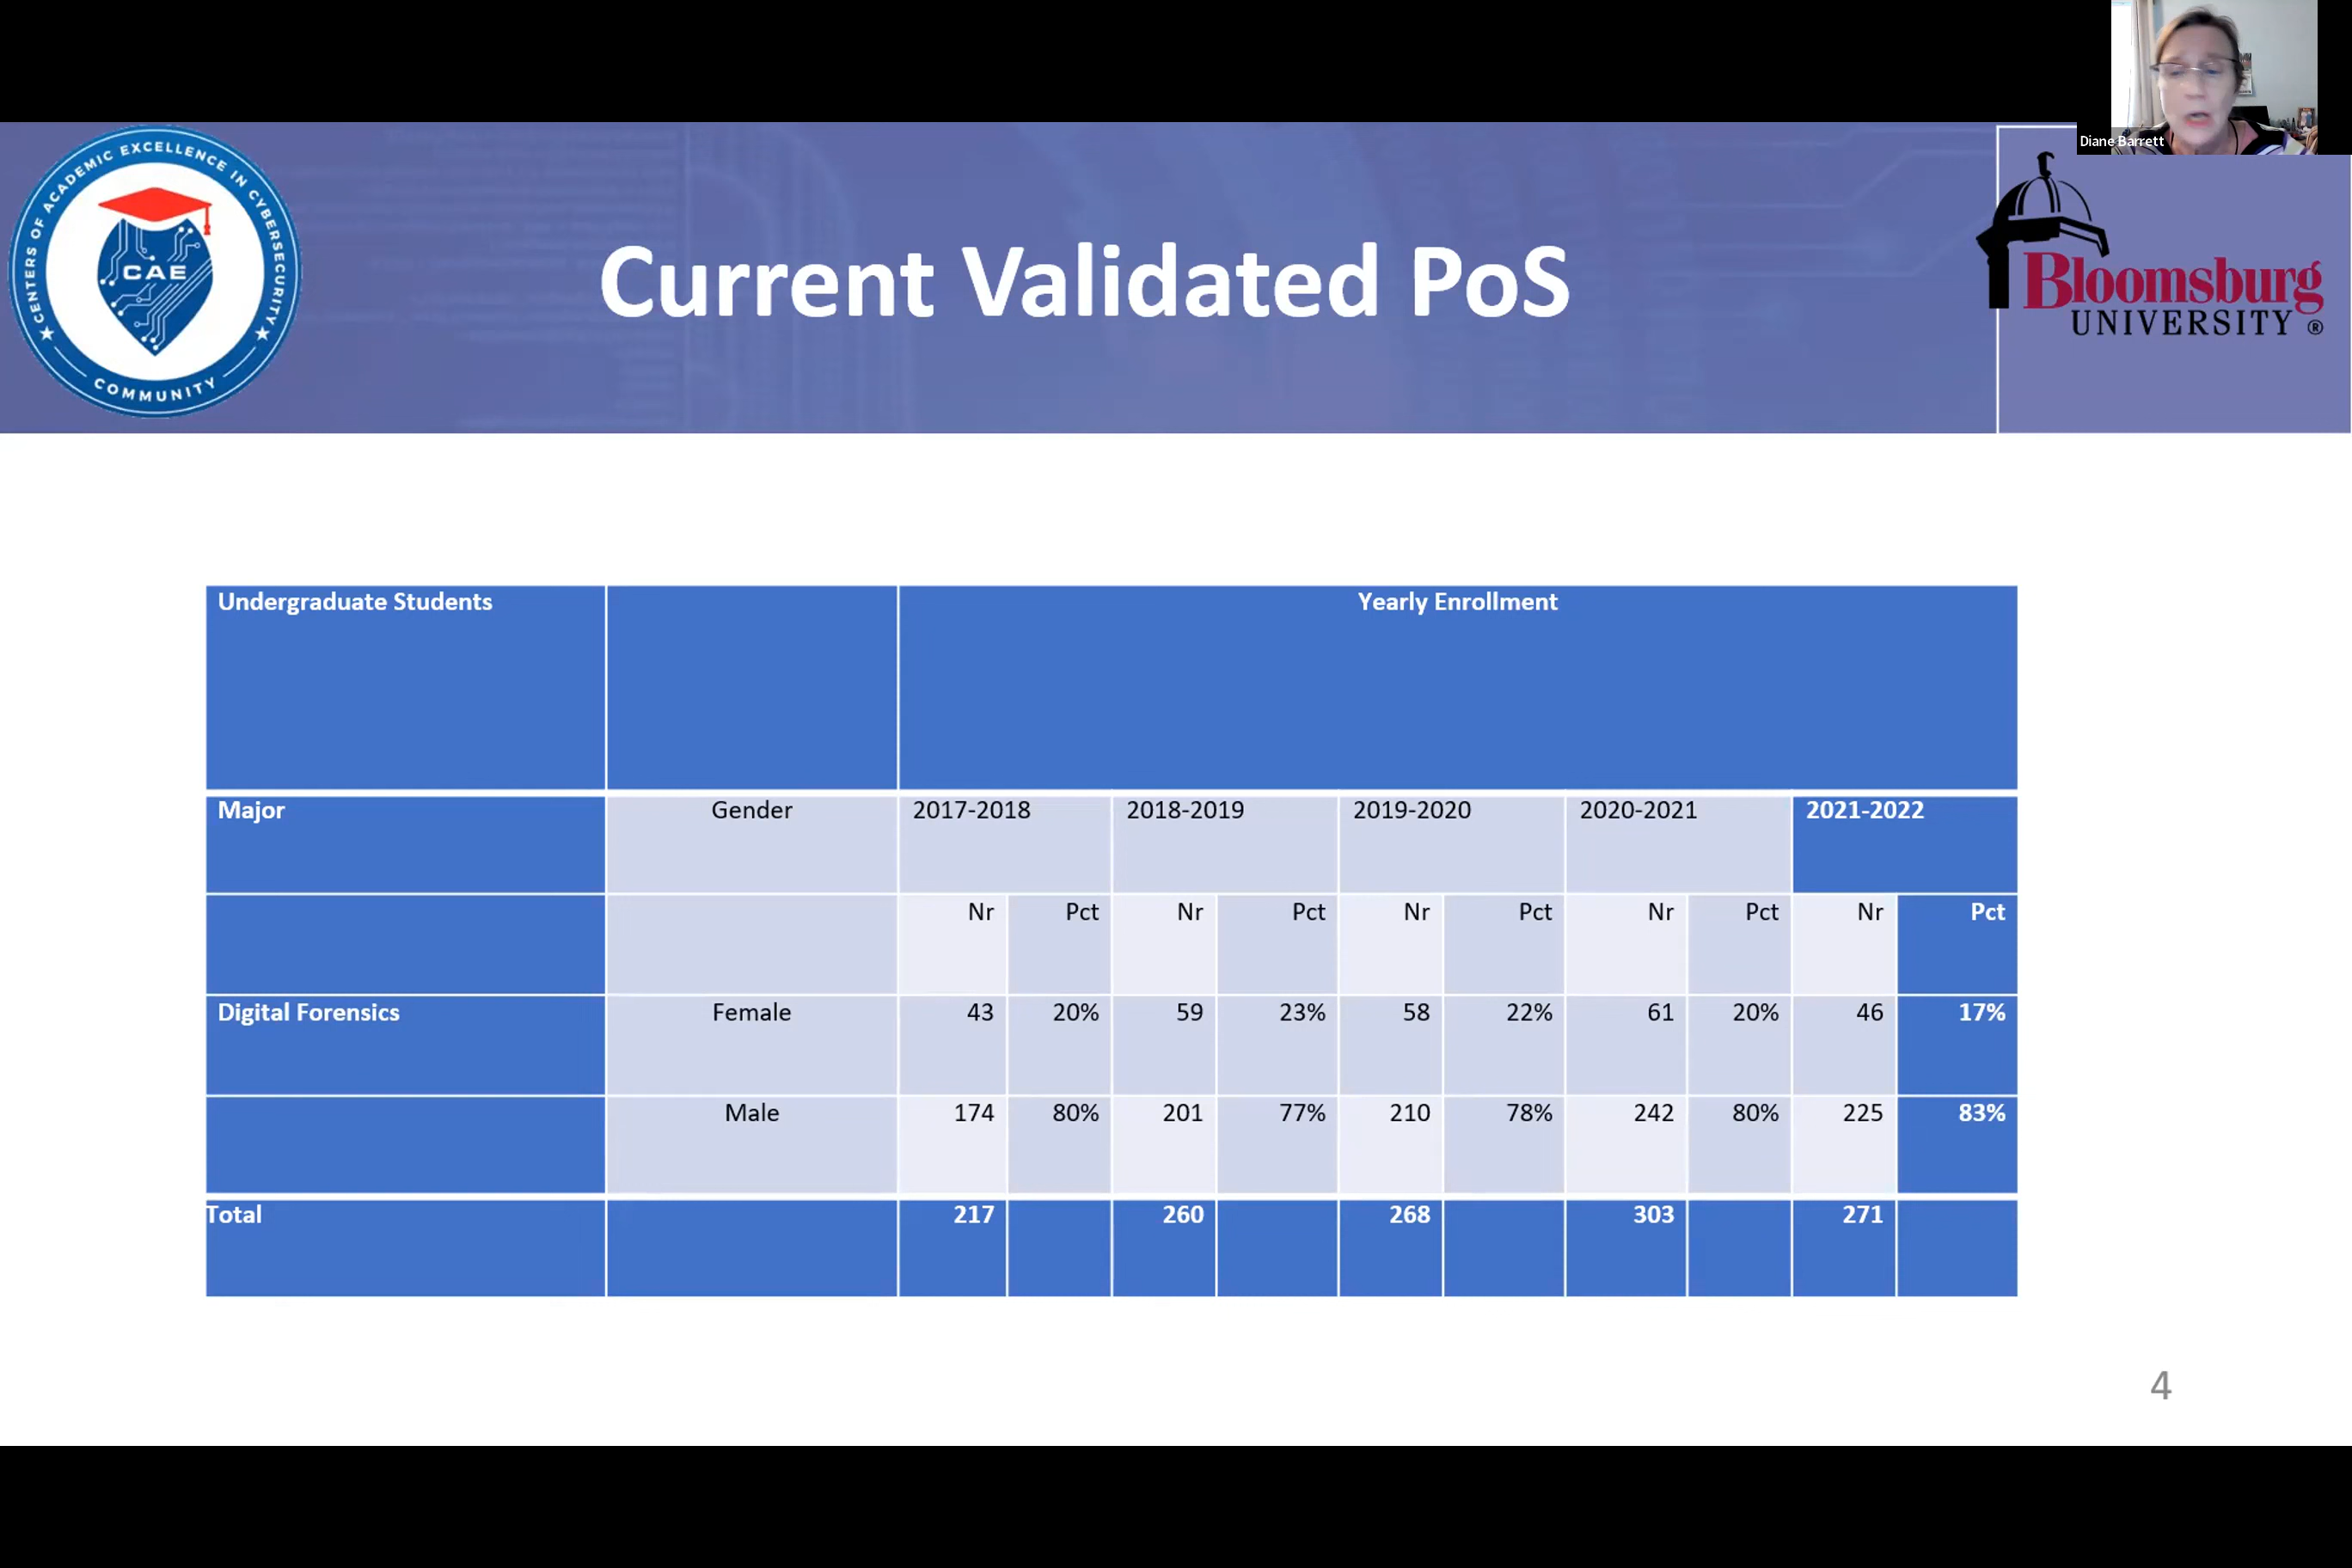 Diane Barrett
CENTERS OF ACADEMIC EXCELLENCE IN CYBERSECURITY
CAE
COMMUNITY
Current Validated PoS
Bloomsburg
UNIVERSITY ®
Undergraduate Students Yearly Enrollment
Major Gender 2017-2018 2018-2019 2019-2020 2020-2021 2021-2022
Nr Pct Nr Pct Nr Pct Nr Pct Nr Pct
Digital Forensics Female 43 20% 59 23% 58 22% 61 20% 46 17%
Male 174 80% 201 77% 210 78% 242 80% 225 83%
Total 217 260 268 303 271
4